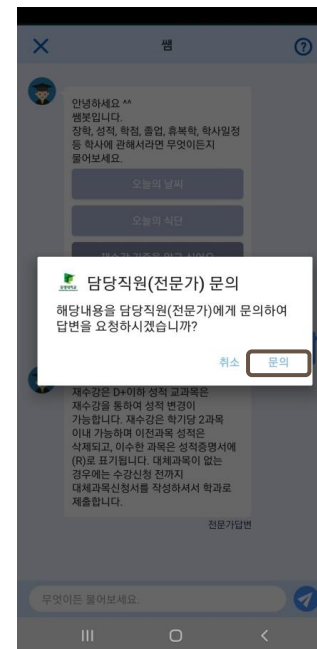 쌤
안녕하세요 ^^
쌤봇입니다.
장학, 성적, 학점, 졸업, 휴복학, 학사일정
등 학사에 관해서라면 무엇이든지
물어보세요.
오늘의 날씨
오늘의 식단
재수강 기준을 알고 싶어요
담당직원(전문가) 문의
해당내용을 담당직원(전문가)에게 문의하여
답변을 요청하시겠습니까?
취소
문의
재수강은 D+이하 성적 교과목은
재수강을 통하여 성적 변경이
가능합니다. 재수강은 학기당 2과목
이내 가능하며 이전과목 성적은
삭제되고, 이수한 과목은 성적증명서에
(R)로 표기됩니다. 대체과목이 없는
경우에는 수강신청 전까지
대체과목신청서를 작성하셔서 학과로
제출합니다.
전문가답변
무엇이든 물어보세요.